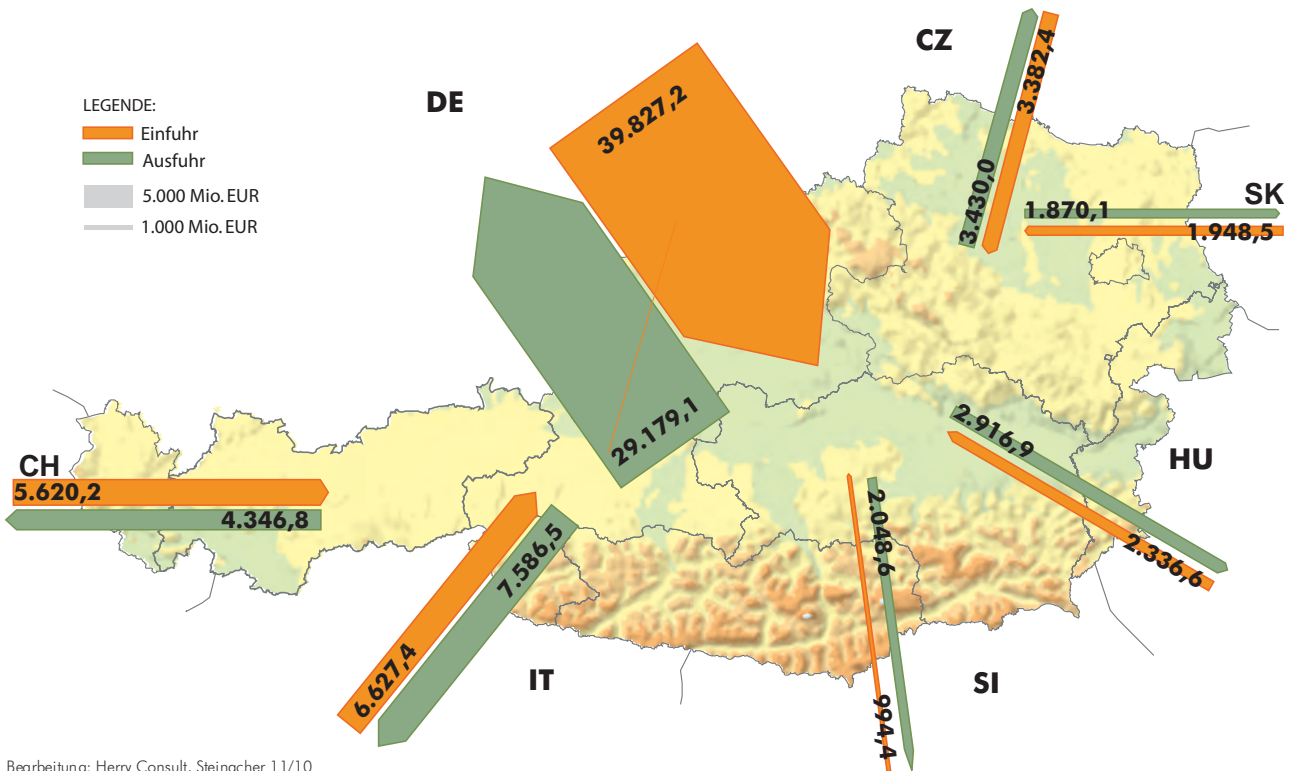 CZ
DE
LEGENDE:
Einfuhr
Ausfuhr
5.000 Mio. EUR
1.000 Mio. EUR
39.827,2
3.382,4
3.430,0
SK
1.870,1
1.948,5
29.179,1
CH
5.620,2
4.346,8
2.916,9
HU
2.336,6
7.586,5
6.627,4
IT
2.048,6
994,4
SI
Bearbeitung: Herry Consult, Steinacher 11/10